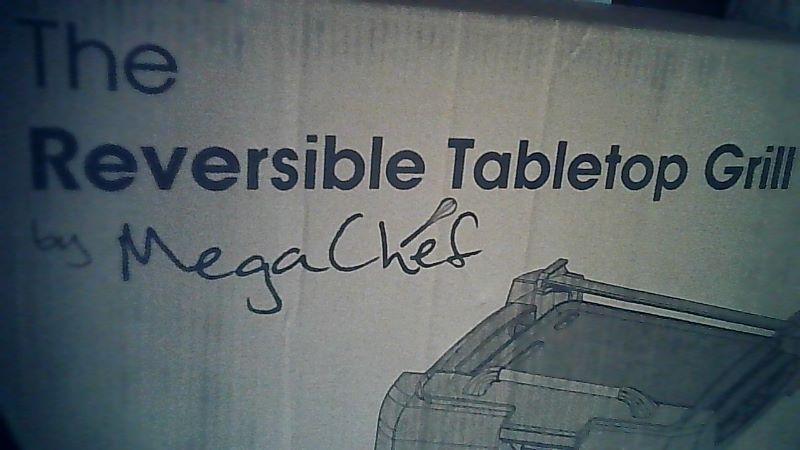 The
Reversible Tabletop Grill
by MegaChef